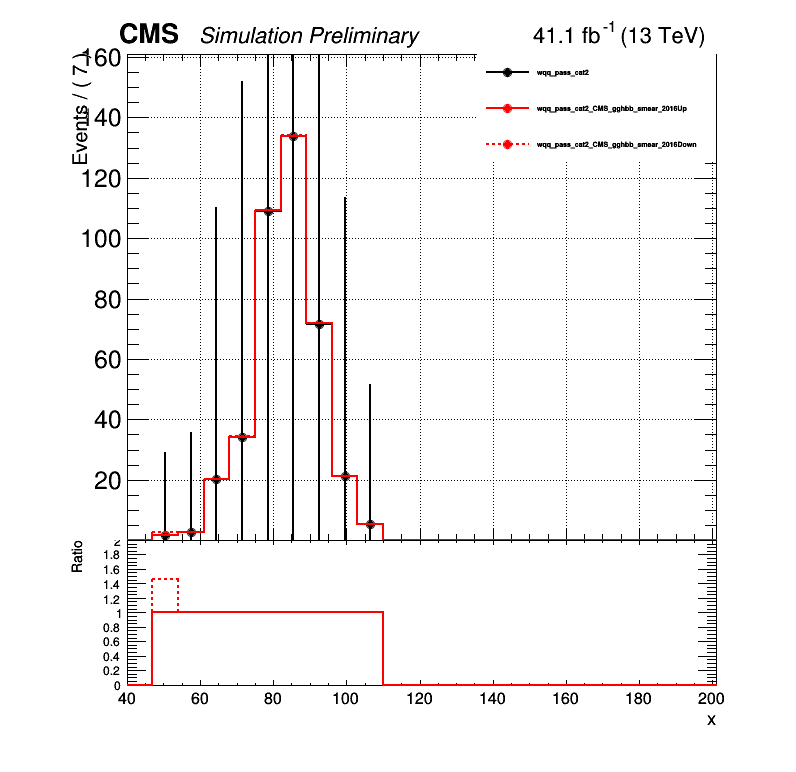 CMS Simulation Preliminary 41.1 fb-1 (13 TeV)
Events / ( 7 )
160
140
120
100
80
60
40
20
wqq_pass_cat2
wqq_pass_cat2_CMS_gghbb_smear_2016Up
wqq_pass_cat2_CMS_gghbb_smear_2016Down
Ratio
2
1.8
1.6
1.4
1.2
1
0.8
0.6
0.4
0.2
0
40 60 80 100 120 140 160 180 200
x